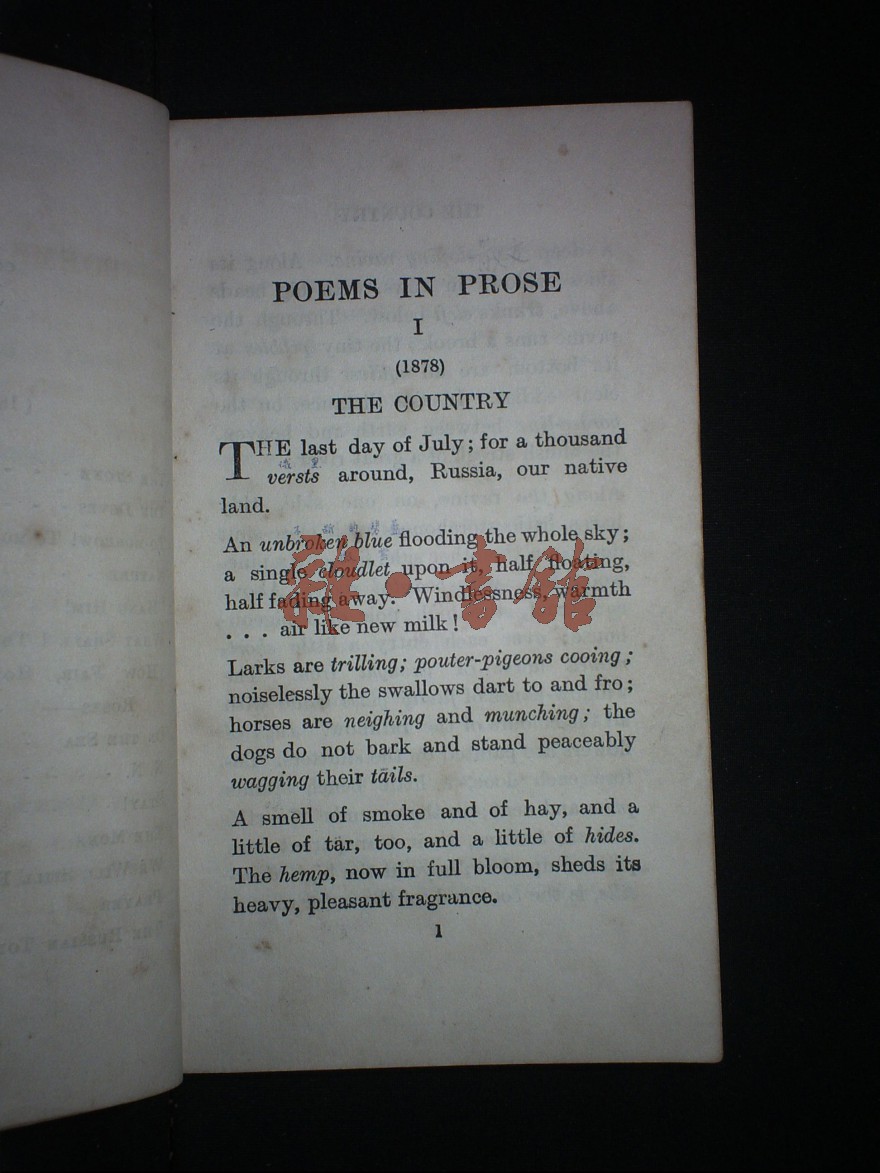 POEMS IN PROSE
I
(1878)
THE COUNTRY
THE last day of July; for a thousand
versts around, Russia, our native
land.
An unbroken blue flooding the whole sky;
a single cloudlet upon it, half floating,
half fading away. Windlessness, warmth
. . . air like new milk!
Larks are trilling; pouter-pigeons cooing;
noiselessly the swallows dart to and fro;
horses are neighing and munching; the
dogs do not bark and stand peaceably
wagging their tails.
A smell of smoke and of hay, and a
little of tar, too, and a little of hides.
The hemp, now in full bloom, sheds its
heavy, pleasant fragrance.
1
書館